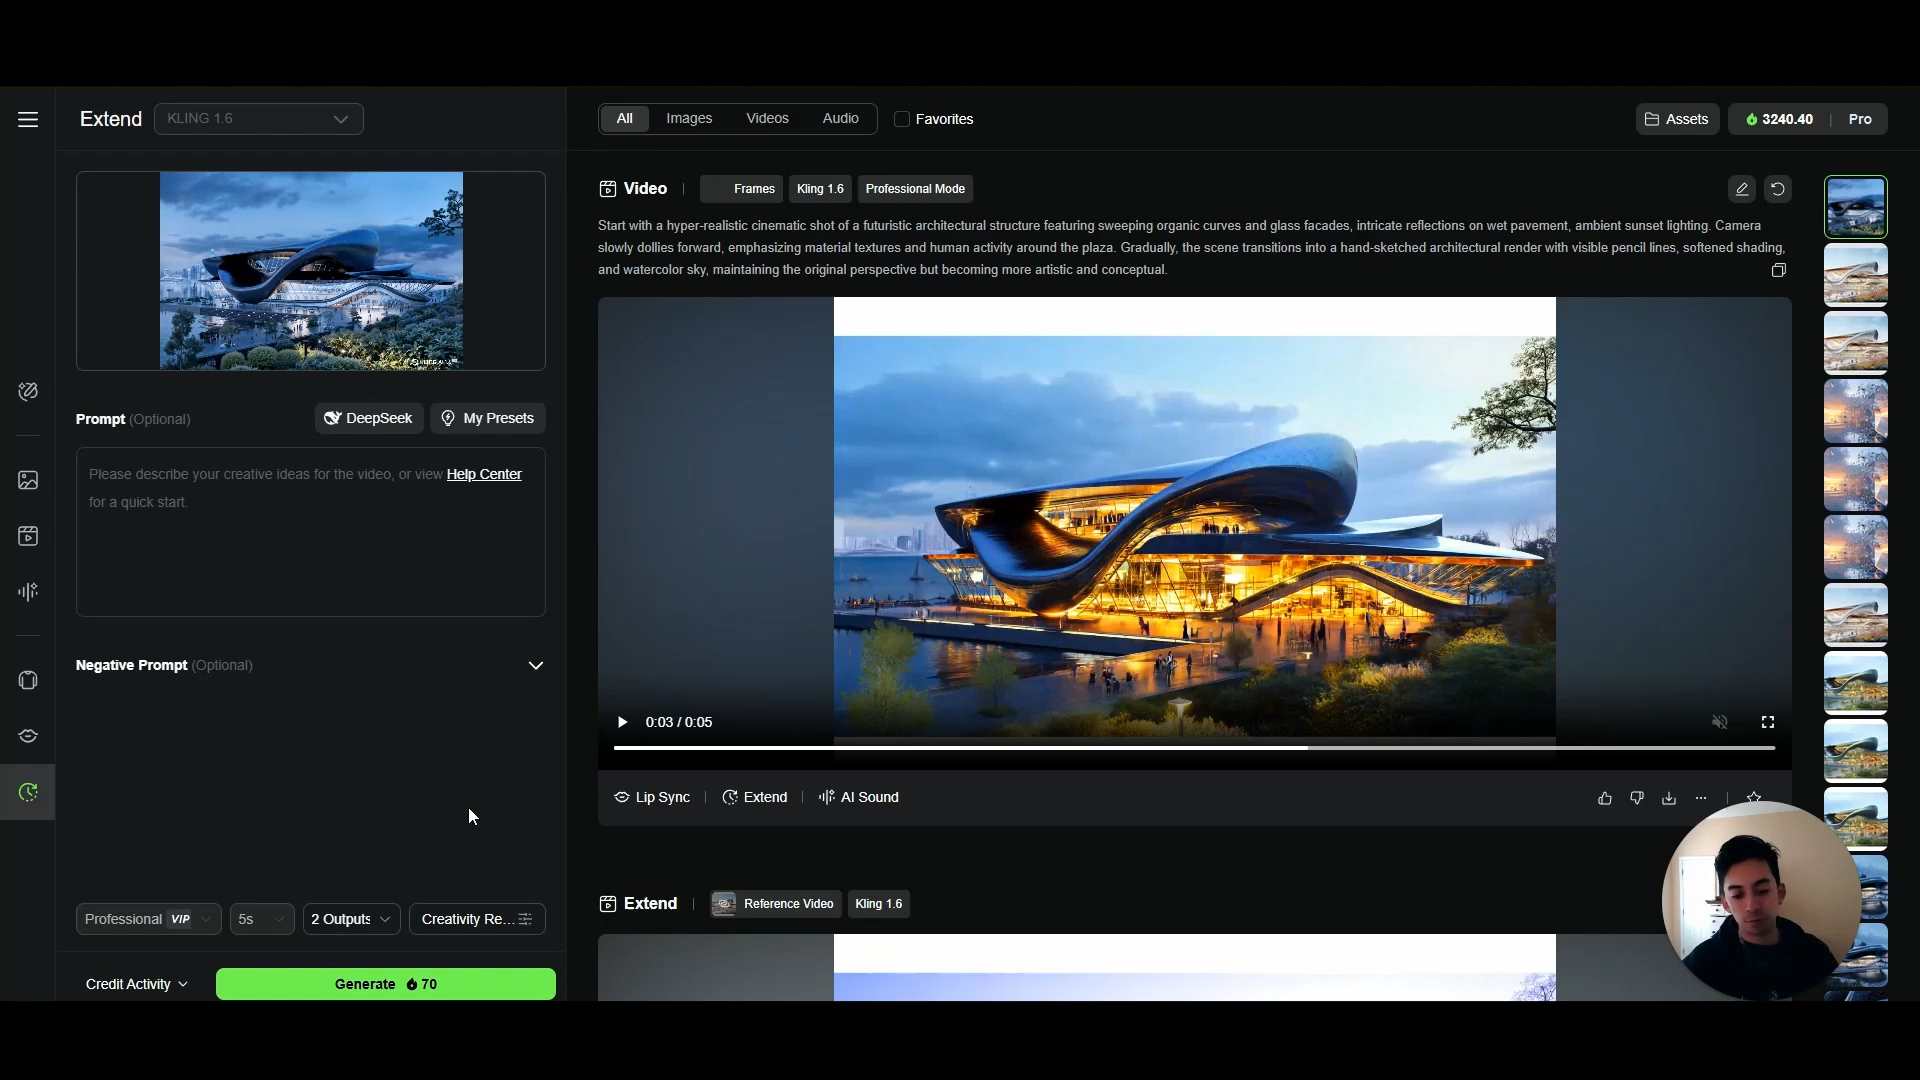 Extend
KLING 1.6
All
Images
Videos
Audio
Favorites
Assets
3240.40
Pro
Video
Frames
Kling 1.6
Professional Mode
Start with a hyper-realistic cinematic shot of a futuristic architectural structure featuring sweeping organic curves and glass facades, intricate reflections on wet pavement, ambient sunset lighting. Camera
slowly dollies forward, emphasizing material textures and human activity around the plaza. Gradually, the scene transitions into a hand-sketched architectural render with visible pencil lines, softened shading,
and watercolor sky, maintaining the original perspective but becoming more artistic and conceptual.
Prompt (Optional)
DeepSeek
My Presets
Please describe your creative ideas for the video, or view Help Center
for a quick start.
Negative Prompt (Optional)
0:03 / 0:05
Lip Sync
Extend
AI Sound
Professional VIP
5s
2 Outputs
Creativity Re...
Extend
Reference Video
Kling 1.6
Credit Activity
Generate 70